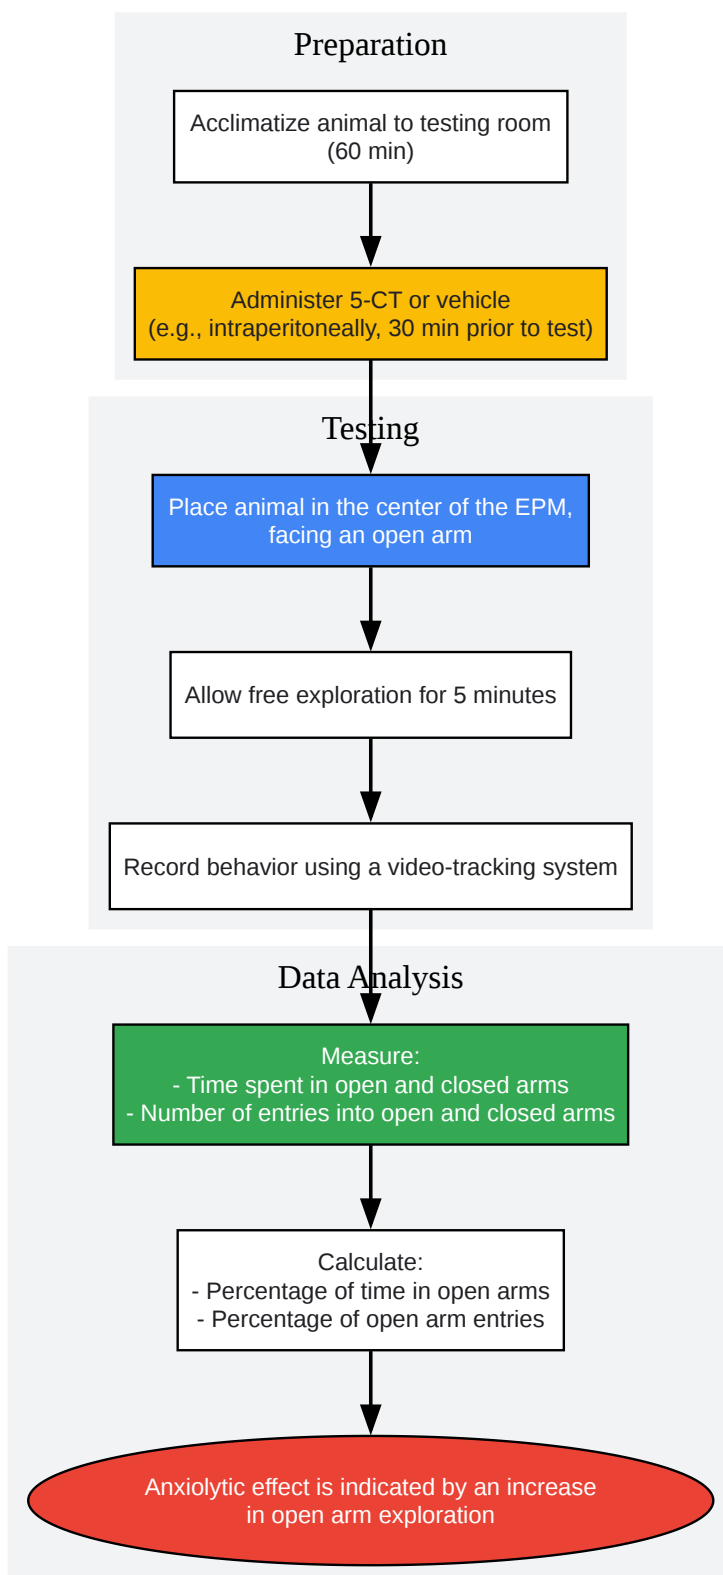 Preparation
Acclimatize animal to testing room
(60 min)
Administer 5-CT or vehicle
(e.g., intraperitoneally, 30 min prior to test)
Testing
Place animal in the center of the EPM,
facing an open arm
Allow free exploration for 5 minutes
Record behavior using a video-tracking system
Data Analysis
Measure:
- Time spent in open and closed arms
- Number of entries into open and closed arms
Calculate:
- Percentage of time in open arms
- Percentage of open arm entries
Anxiolytic effect is indicated by an increase
in open arm exploration